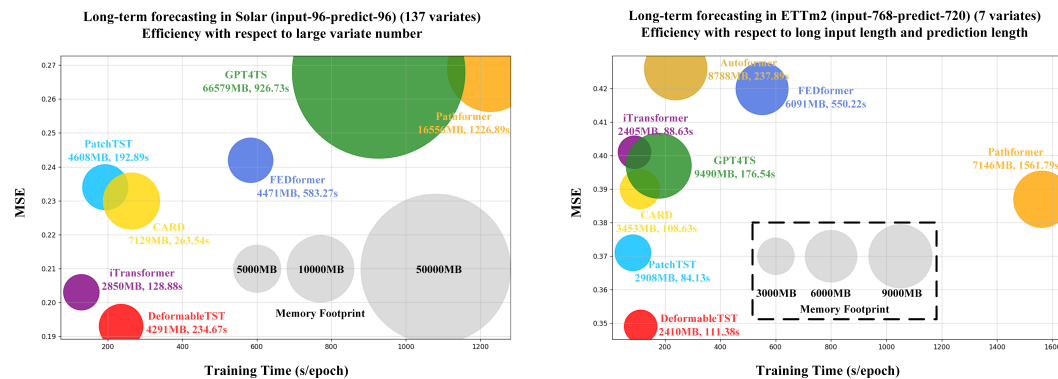 Long-term forecasting in Solar (input-96-predict-96) (137 variates)
Efficiency with respect to large variate number
MSE
0.27
0.26
0.25
0.24
0.23
0.22
0.21
0.20
0.19
GPT4TS
66579MB, 926.73s
Pathformer
16556MB, 1226.89s
PatchTST
4608MB, 192.89s
FEDformer
4471MB, 583.27s
CARD
7129MB, 263.54s
iTransformer
2850MB, 128.88s
DeformableTST
4291MB, 234.67s
5000MB
10000MB
50000MB
Memory Footprint
200
400
600
800
1000
1200
Training Time (s/epoch)
Long-term forecasting in ETTm2 (input-768-predict-720) (7 variates)
Efficiency with respect to long input length and prediction length
MSE
0.42
0.41
0.40
0.39
0.38
0.37
0.36
0.35
Autoformer
8788MB, 237.89s
FEDformer
6091MB, 550.22s
iTransformer
2405MB, 88.63s
GPT4TS
9490MB, 176.54s
Pathformer
7146MB, 1561.79s
CARD
3453MB, 108.63s
PatchTST
2908MB, 84.13s
DeformableTST
2410MB, 111.38s
3000MB
6000MB
9000MB
Memory Footprint
200
400
600
800
1000
1200
1400
Training Time (s/epoch)